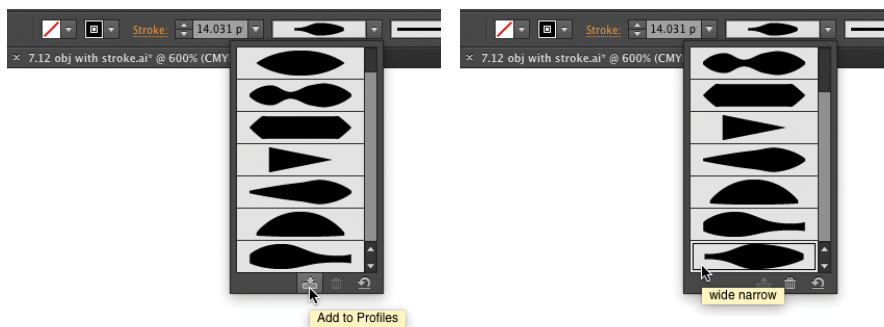 Stroke: 14.031 p
× 7.12 obj with stroke.ai* @ 600% (CMY
Add to Profiles
Stroke: 14.031 p
× 7.12 obj with stroke.ai* @ 600% (CMY
wide narrow